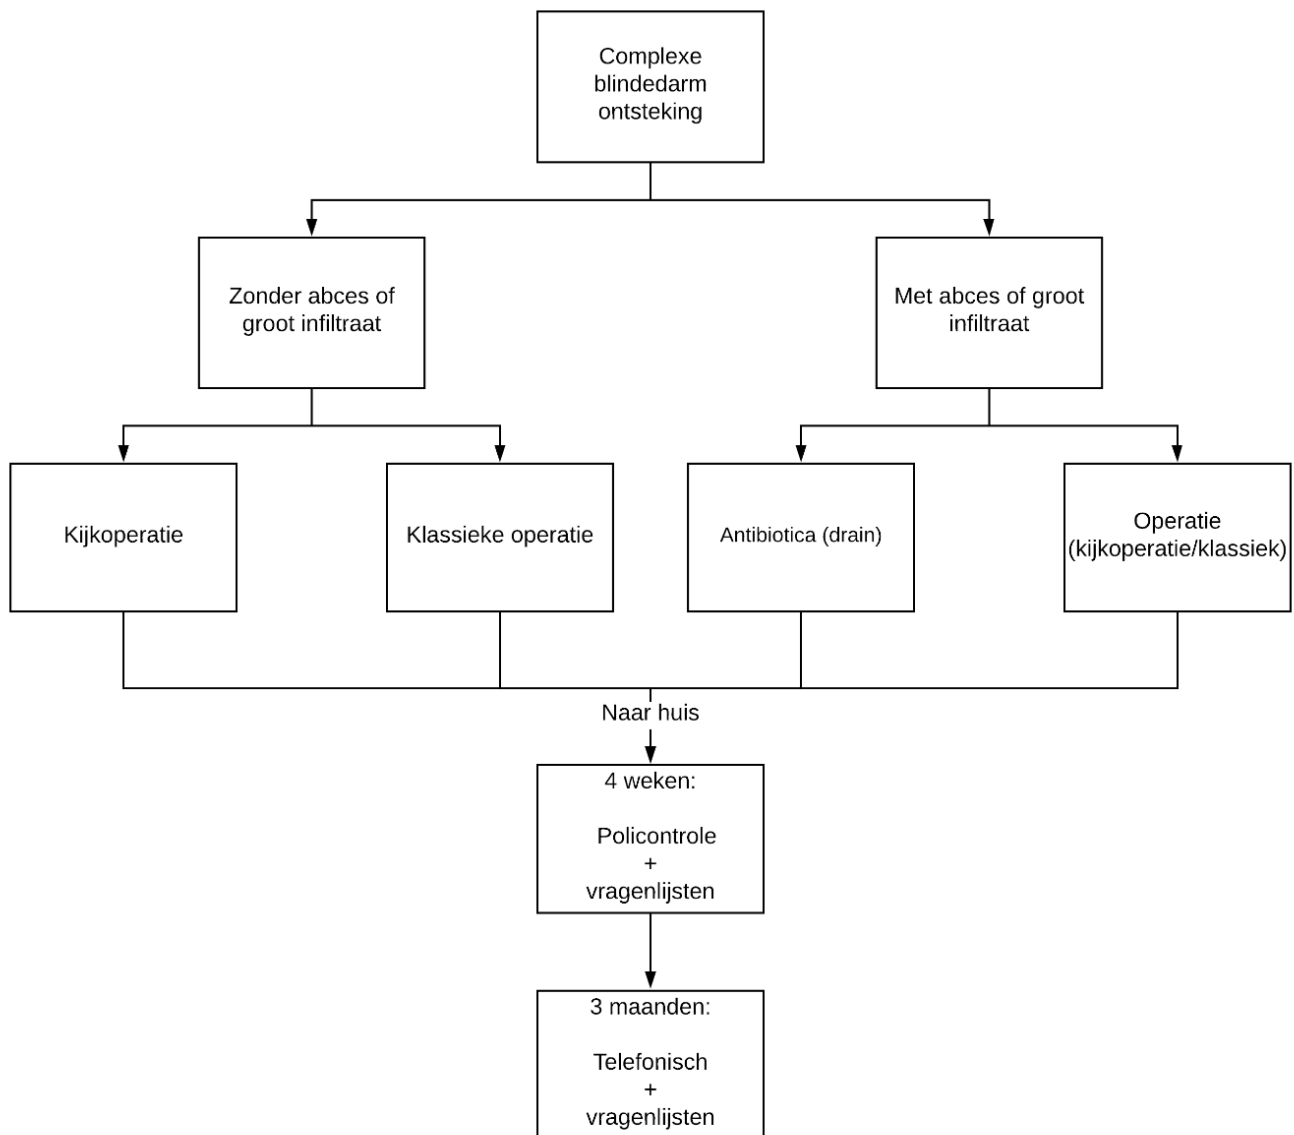 Complexe
blindedarm
ontsteking
Zonder abces of
groot infiltraat
Met abces of groot
infiltraat
Kijkoperatie
Klassieke operatie
Antibiotica (drain)
Operatie
(kijkoperatie/klassiek)
Naar huis
4 weken:
Policontrole
+
vragenlijsten
3 maanden:
Telefonisch
+
vragenlijsten